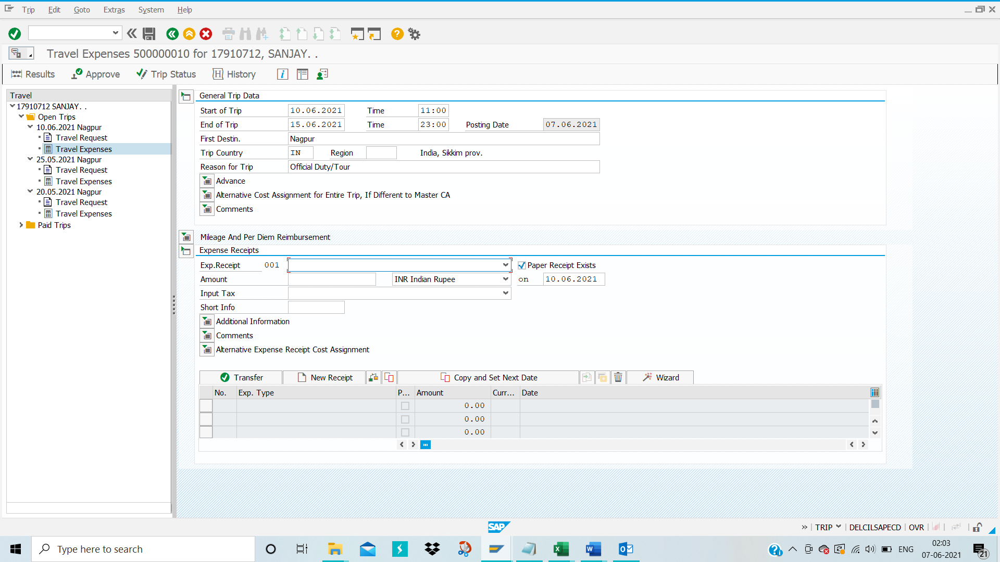 Trip Edit Goto Extras System Help
Travel Expenses 500000010 for 17910712, SANJAY. .
Results Approve Trip Status History
Travel
17910712 SANJAY. .
Open Trips
10.06.2021 Nagpur
Travel Request
Travel Expenses
25.05.2021 Nagpur
Travel Request
Travel Expenses
20.05.2021 Nagpur
Travel Request
Travel Expenses
Paid Trips
General Trip Data
Start of Trip 10.06.2021 Time 11:00
End of Trip 15.06.2021 Time 23:00 Posting Date 07.06.2021
First Destin. Nagpur
Trip Country IN Region India, Sikkim prov.
Reason for Trip Official Duty/Tour
Advance
Alternative Cost Assignment for Entire Trip, If Different to Master CA
Comments
Mileage And Per Diem Reimbursement
Expense Receipts
Exp.Receipt 001 Paper Receipt Exists
Amount INR Indian Rupee on 10.06.2021
Input Tax
Short Info
Additional Information
Comments
Alternative Expense Receipt Cost Assignment
Transfer New Receipt Copy and Set Next Date Wizard
No. Exp. Type P... Amount Curr... Date
0.00
0.00
0.00
SAP
TRIP DELCILSAPECD OVR
Type here to search
ENG
02:03
07-06-2021
21